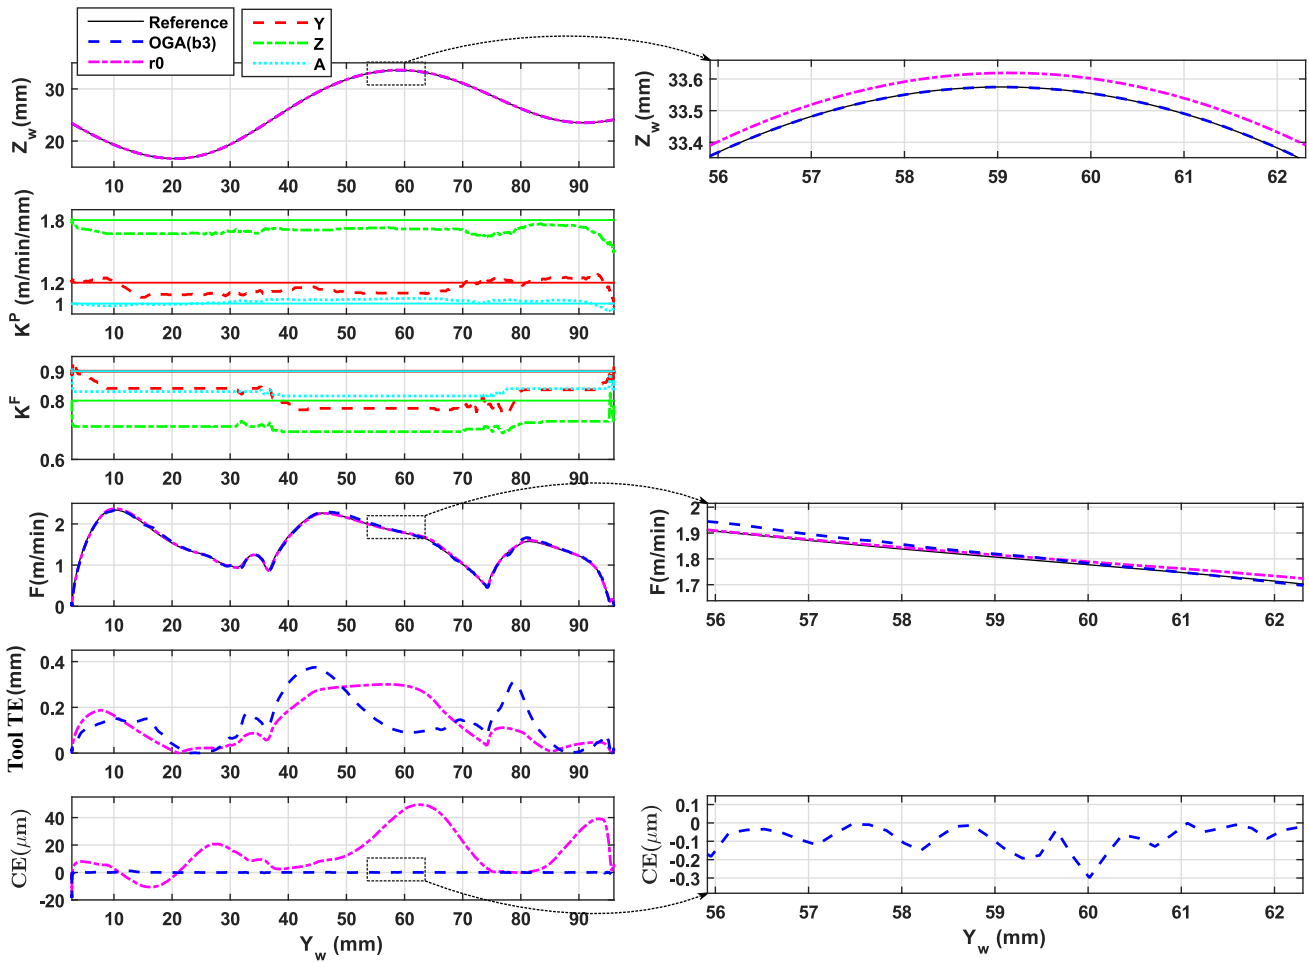 Reference
OGA(b3)
r0
Y
Z
A
Z_w (mm)
30
20
10 20 30 40 50 60 70 80 90
Z_w(mm)
33.6
33.5
33.4
56 57 58 59 60 61 62
K^P (m/min/mm)
1.8
1.2
1
10 20 30 40 50 60 70 80 90
K^F
0.9
0.8
0.6
10 20 30 40 50 60 70 80 90
F(m/min)
2
1
0
10 20 30 40 50 60 70 80 90
F(m/min)
2
1.9
1.8
1.7
56 57 58 59 60 61 62
Tool TE (mm)
0.4
0.2
0
10 20 30 40 50 60 70 80 90
CE(μm)
40
20
0
-20
10 20 30 40 50 60 70 80 90
Y_w (mm)
CE(μm)
0.1
0
-0.1
-0.2
-0.3
56 57 58 59 60 61 62
Y_w (mm)